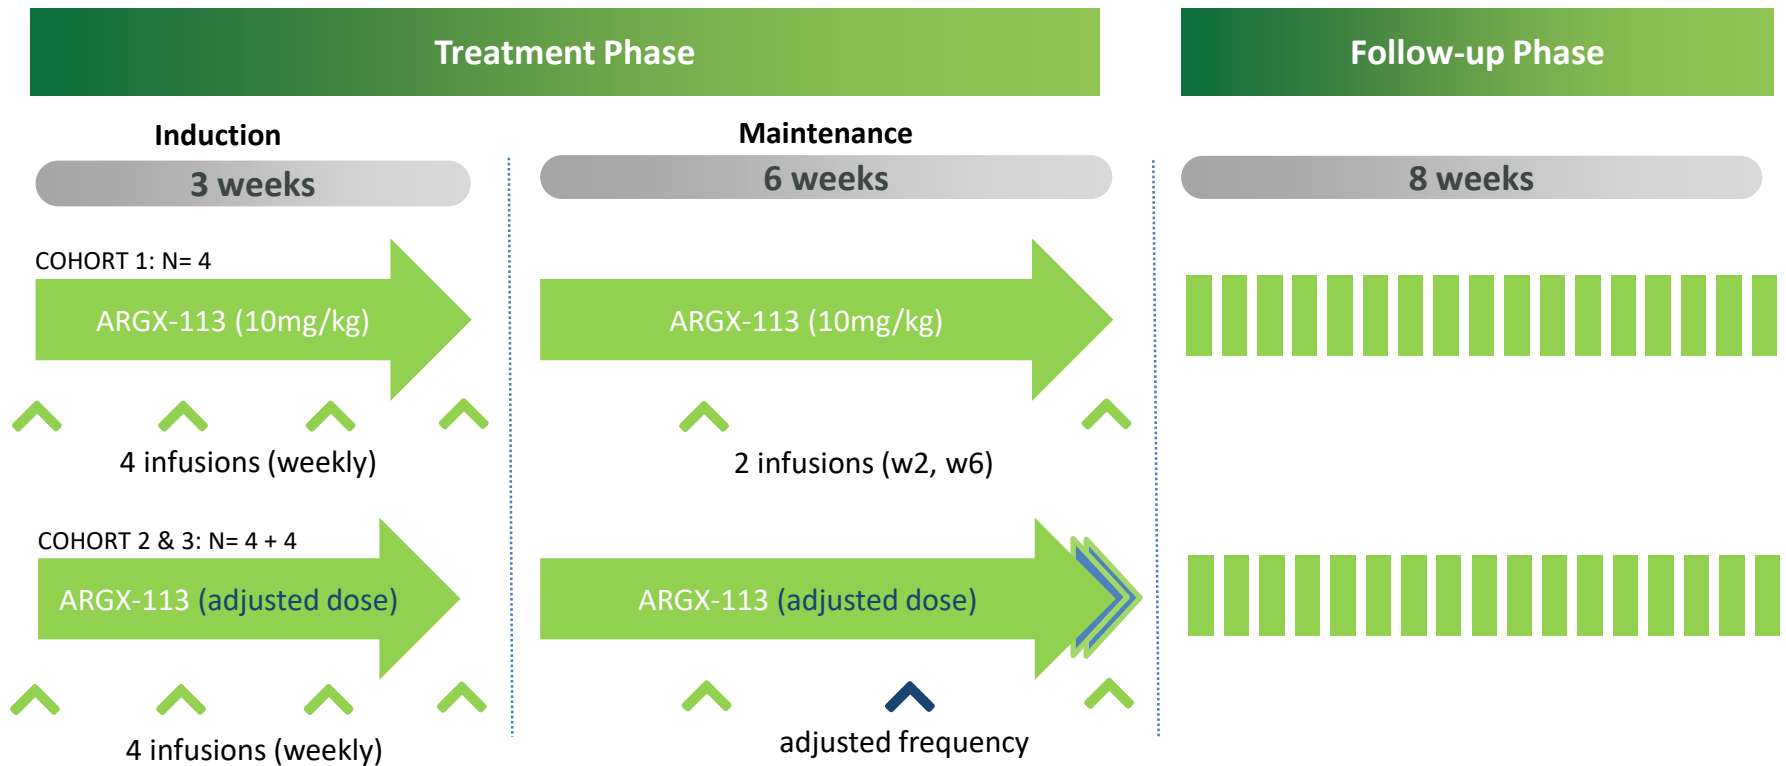 Treatment Phase
Follow-up Phase
Induction
Maintenance
3 weeks
6 weeks
8 weeks
COHORT 1: N= 4
ARGX-113 (10mg/kg)
ARGX-113 (10mg/kg)
4 infusions (weekly)
2 infusions (w2, w6)
COHORT 2 & 3: N= 4 + 4
ARGX-113 (adjusted dose)
ARGX-113 (adjusted dose)
4 infusions (weekly)
adjusted frequency